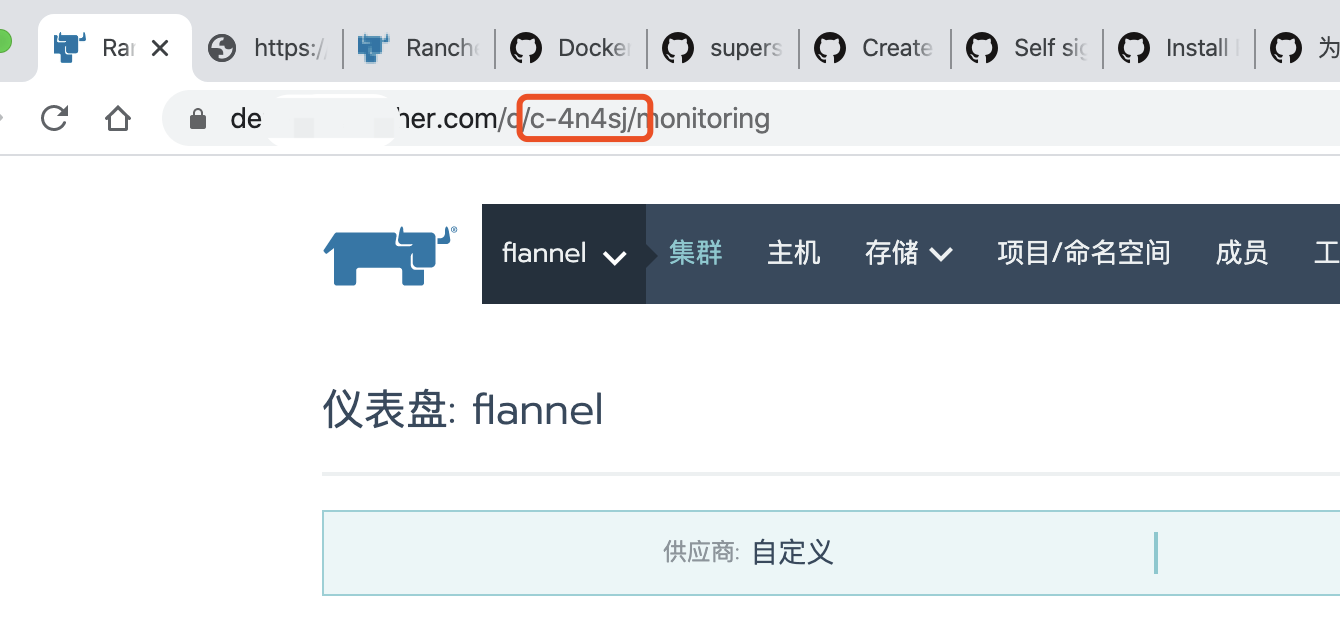 Ran
https:/
Ranche
Docker
supers
Create
Self sig
Install
为
de her.com/c/c-4n4sj/monitoring
flannel 集群 主机 存储 项目/命名空间 成员 工
仪表盘: flannel
供应商: 自定义